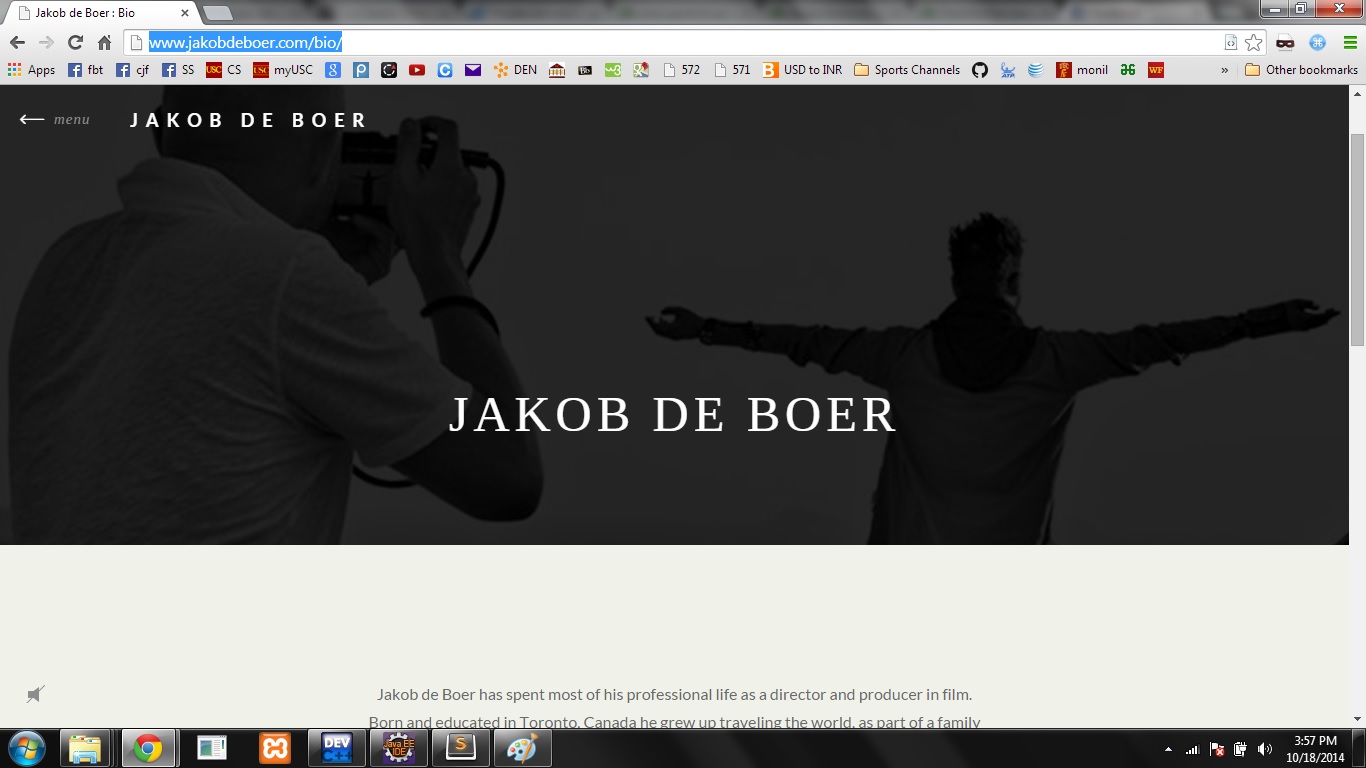 Jakob de Boer : Bio
www.jakobdeboer.com/bio/
Apps fbt cjf SS CS myUSC DEN 572 571 USD to INR Sports Channels monil WF » Other bookmarks
menu JAKOB DE BOER
JAKOB DE BOER
Jakob de Boer has spent most of his professional life as a director and producer in film.
Born and educated in Toronto, Canada he grew up traveling the world, as part of a family
DEV
Java EE
IDE
S
3:57 PM
10/18/2014